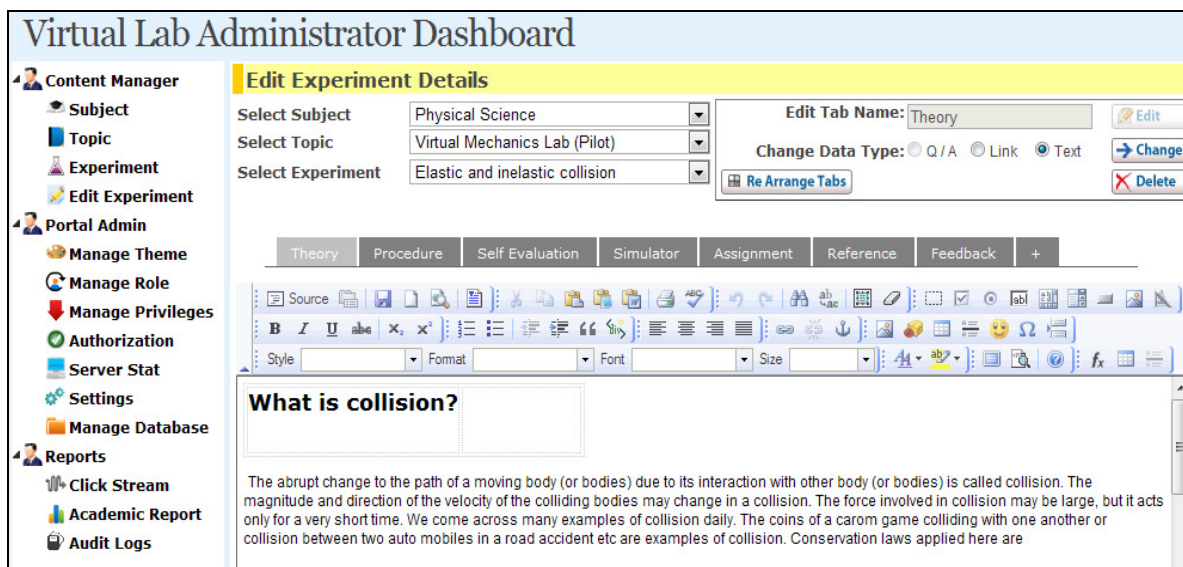 Virtual Lab Administrator Dashboard
Content Manager
Subject
Topic
Experiment
Edit Experiment
Portal Admin
Manage Theme
Manage Role
Manage Privileges
Authorization
Server Stat
Settings
Manage Database
Reports
Click Stream
Academic Report
Audit Logs
Edit Experiment Details
Select Subject Physical Science
Select Topic Virtual Mechanics Lab (Pilot)
Select Experiment Elastic and inelastic collision
Edit Tab Name: Theory Edit
Change Data Type: Q / A Link Text Change
Re Arrange Tabs Delete
Theory Procedure Self Evaluation Simulator Assignment Reference Feedback +
Source
B I U abc x₂ x²
Style Format Font Size
What is collision?
The abrupt change to the path of a moving body (or bodies) due to its interaction with other body (or bodies) is called collision. The
magnitude and direction of the velocity of the colliding bodies may change in a collision. The force involved in collision may be large, but it acts
only for a very short time. We come across many examples of collision daily. The coins of a carom game colliding with one another or
collision between two auto mobiles in a road accident etc are examples of collision. Conservation laws applied here are